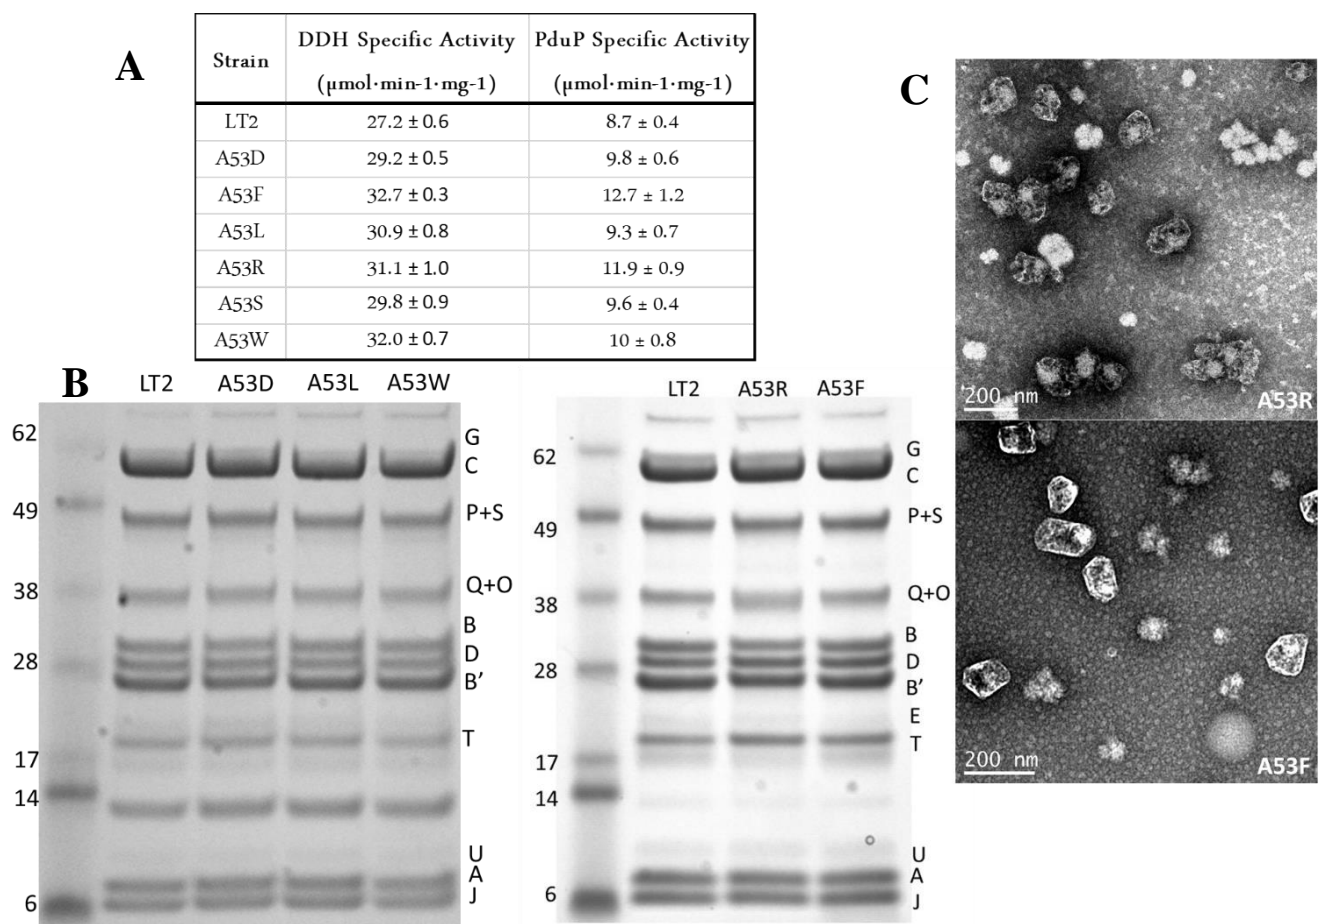 A
Strain DDH Specific Activity (µmol·min-1·mg-1) PduP Specific Activity (µmol·min-1·mg-1)
LT2 27.2 ± 0.6 8.7 ± 0.4
A53D 29.2 ± 0.5 9.8 ± 0.6
A53F 32.7 ± 0.3 12.7 ± 1.2
A53L 30.9 ± 0.8 9.3 ± 0.7
A53R 31.1 ± 1.0 11.9 ± 0.9
A53S 29.8 ± 0.9 9.6 ± 0.4
A53W 32.0 ± 0.7 10 ± 0.8
B
LT2 A53D A53L A53W
62
49
38
28
17
14
6
G
C
P+S
Q+O
B
D
B’
T
U
A
J
LT2 A53R A53F
62
49
38
28
17
14
6
G
C
P+S
Q+O
B
D
B’
E
T
U
A
J
C
200 nm A53R
200 nm A53F